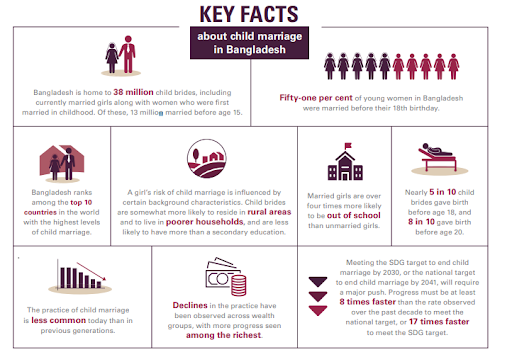 KEY FACTS
about child marriage
in Bangladesh
Bangladesh is home to 38 million child brides, including
currently married girls along with women who were first
married in childhood. Of these, 13 million married before age 15.
Fifty-one per cent of young women in Bangladesh
were married before their 18th birthday.
Bangladesh ranks
among the top 10
countries in the world
with the highest levels
of child marriage.
A girl's risk of child marriage is influenced by
certain background characteristics. Child brides
are somewhat more likely to reside in rural areas
and to live in poorer households, and are less
likely to have more than a secondary education.
Married girls are over
four times more likely
to be out of school
than unmarried girls.
Nearly 5 in 10 child
brides gave birth
before age 18, and
8 in 10 gave birth
before age 20.
The practice of child marriage
is less common today than in
previous generations.
Declines in the practice have
been observed across wealth
groups, with more progress seen
among the richest.
Meeting the SDG target to end child
marriage by 2030, or the national target
to end child marriage by 2041, will require
a major push. Progress must be at least
8 times faster than the rate observed
over the past decade to meet the
national target, or 17 times faster
to meet the SDG target.